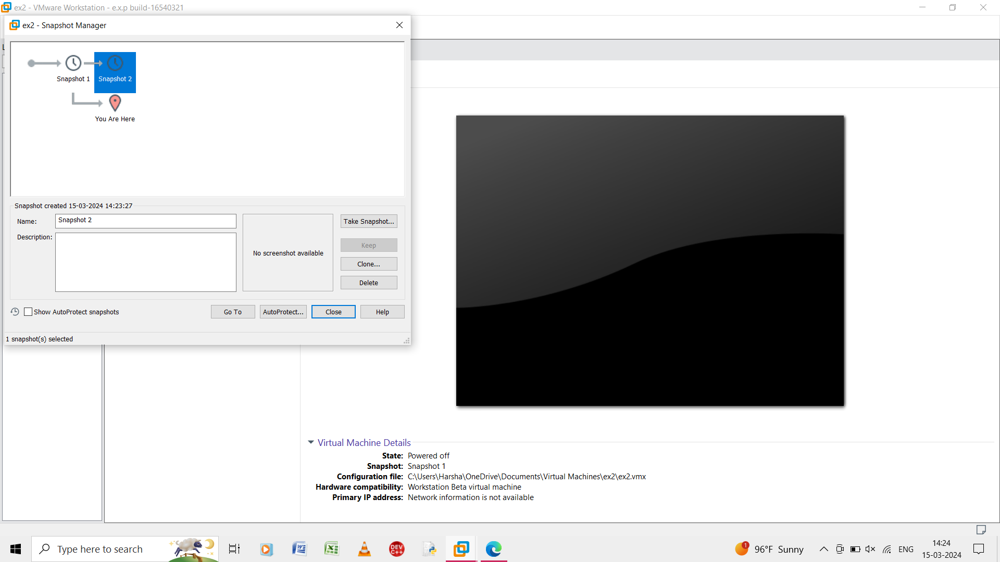 ex2 - VMware Workstation - e.x.p build-16540321
ex2 - Snapshot Manager
Snapshot 1
Snapshot 2
You Are Here
Snapshot created 15-03-2024 14:23:27
Name:
Snapshot 2
Take Snapshot...
Description:
Keep
No screenshot available
Clone...
Delete
Show AutoProtect snapshots
Go To
AutoProtect...
Close
Help
1 snapshot(s) selected
Virtual Machine Details
State: Powered off
Snapshot: Snapshot 1
Configuration file: C:\Users\Harsha\OneDrive\Documents\Virtual Machines\ex2\ex2.vmx
Hardware compatibility: Workstation Beta virtual machine
Primary IP address: Network information is not available
Type here to search
DEV C++
1
96°F Sunny
ENG
14:24
15-03-2024